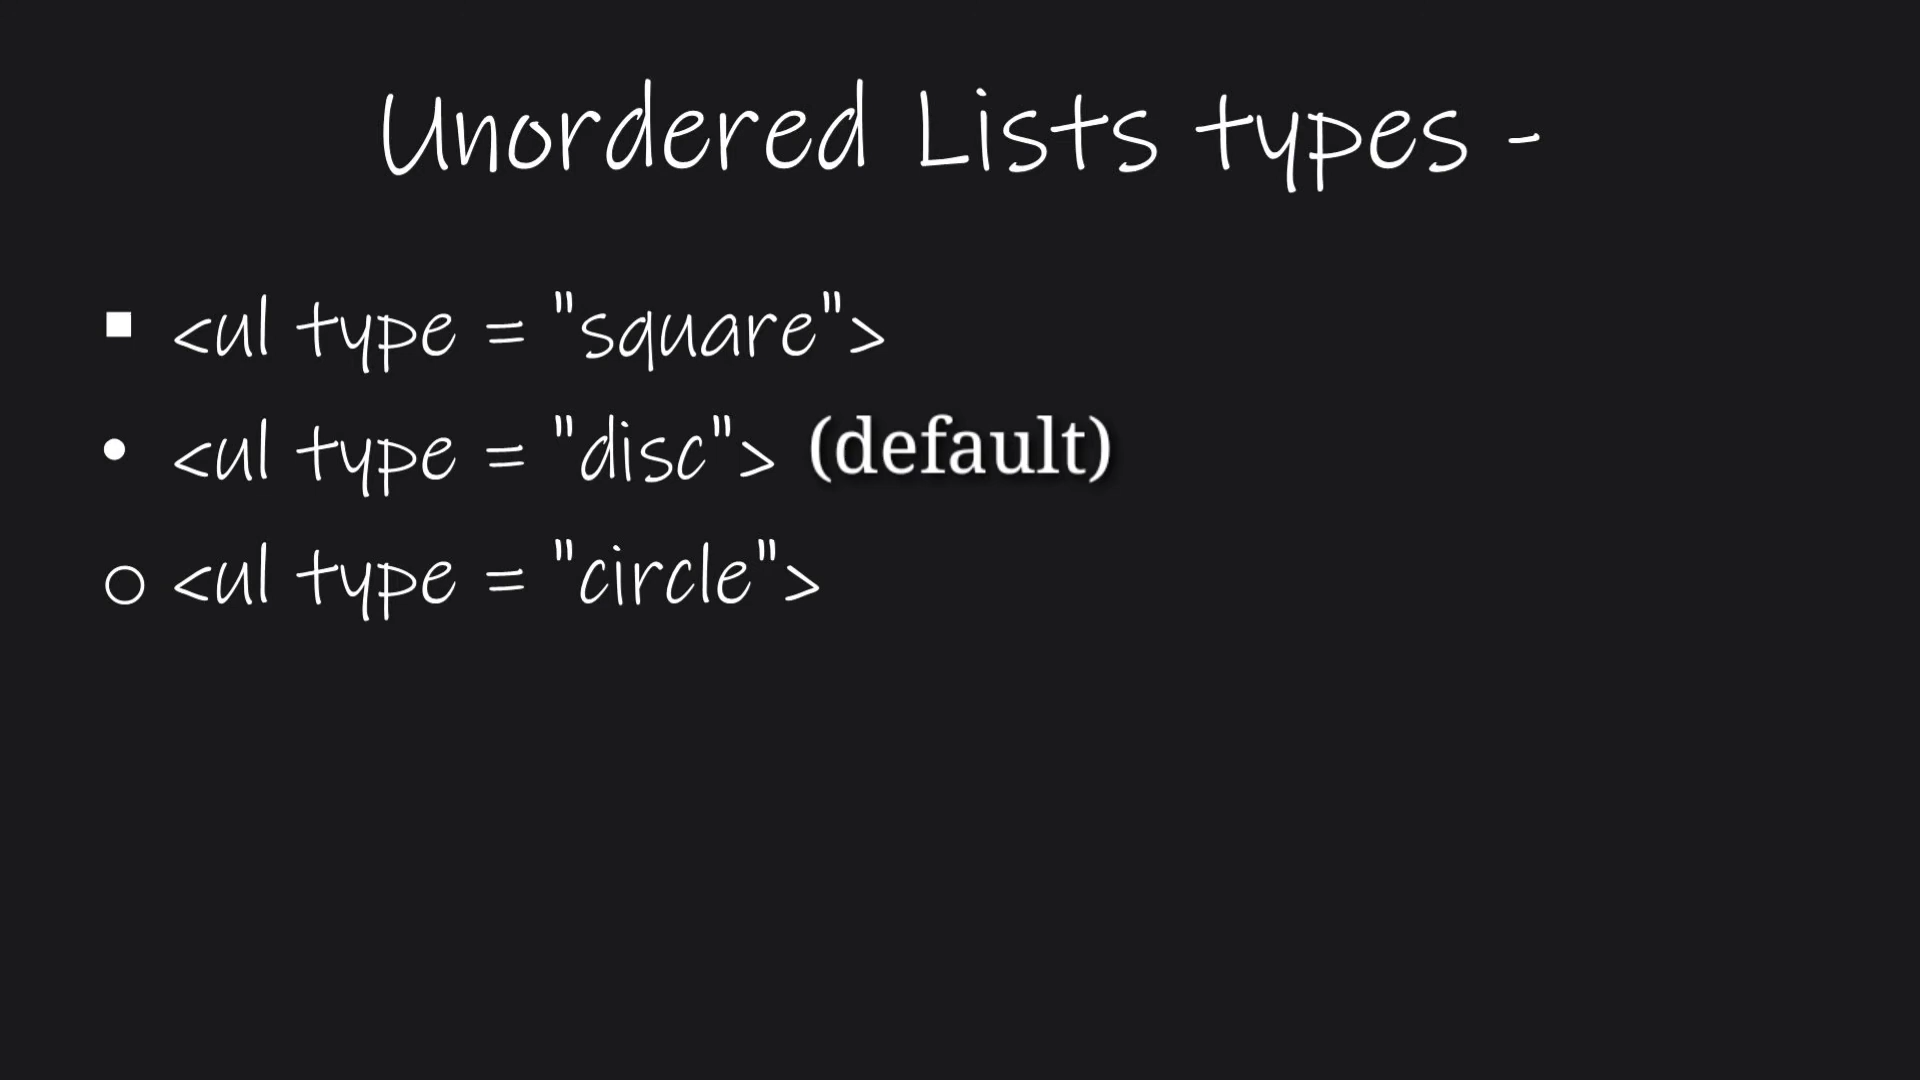 Unordered Lists types -
▪ <ul type = "square">
• <ul type = "disc"> (default)
○ <ul type = "circle">